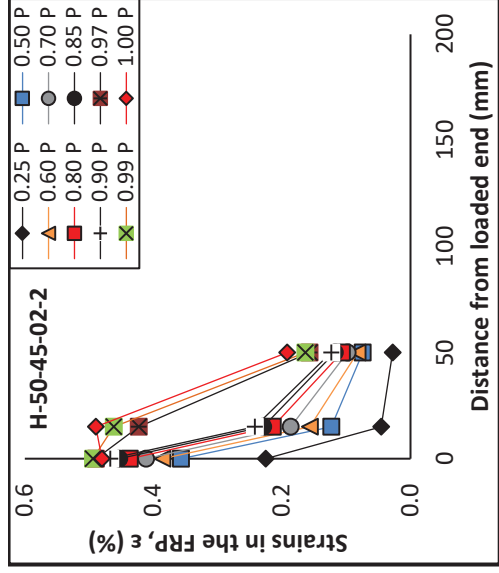 H-50-45-02-2
0.25 P
0.50 P
0.60 P
0.70 P
0.80 P
0.85 P
0.90 P
0.97 P
0.99 P
1.00 P
Strains in the FRP, ε (%)
0.6
0.4
0.2
0.0
0
50
100
150
200
Distance from loaded end (mm)